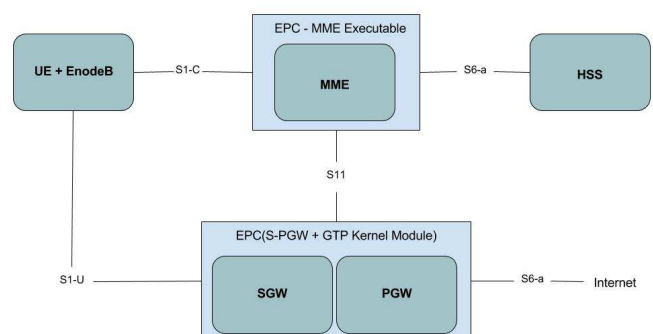 EPC - MME Executable
UE + EnodeB
S1-C
MME
S6-a
HSS
S11
EPC(S-PGW + GTP Kernel Module)
S1-U
SGW
PGW
S6-a
Internet